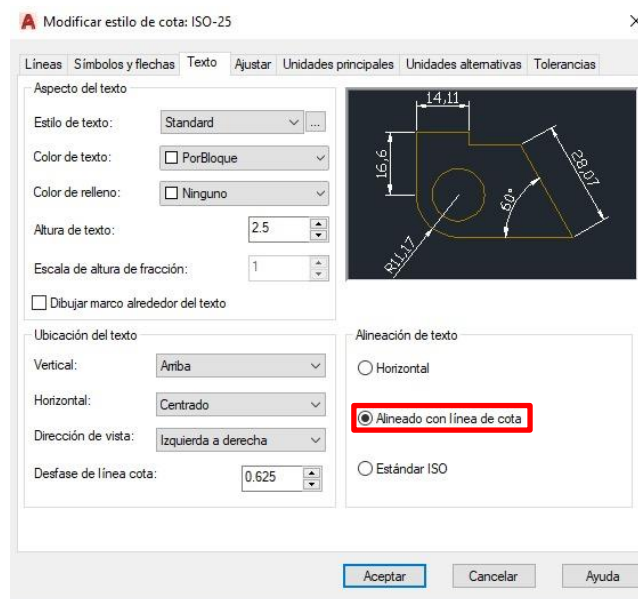 Modificar estilo de cota: ISO-25
Líneas Símbolos y flechas Texto Ajustar Unidades principales Unidades alternativas Tolerancias
Aspecto del texto
Estilo de texto: Standard ...
Color de texto: PorBloque
Color de relleno: Ninguno
Altura de texto: 2.5
Escala de altura de fracción: 1
Dibujar marco alrededor del texto
14,11
16,6
28,07
60°
R11,17
Ubicación del texto
Vertical: Arriba
Horizontal: Centrado
Dirección de vista: Izquierda a derecha
Desfase de línea cota: 0.625
Alineación de texto
Horizontal
Alineado con línea de cota
Estándar ISO
Aceptar Cancelar Ayuda